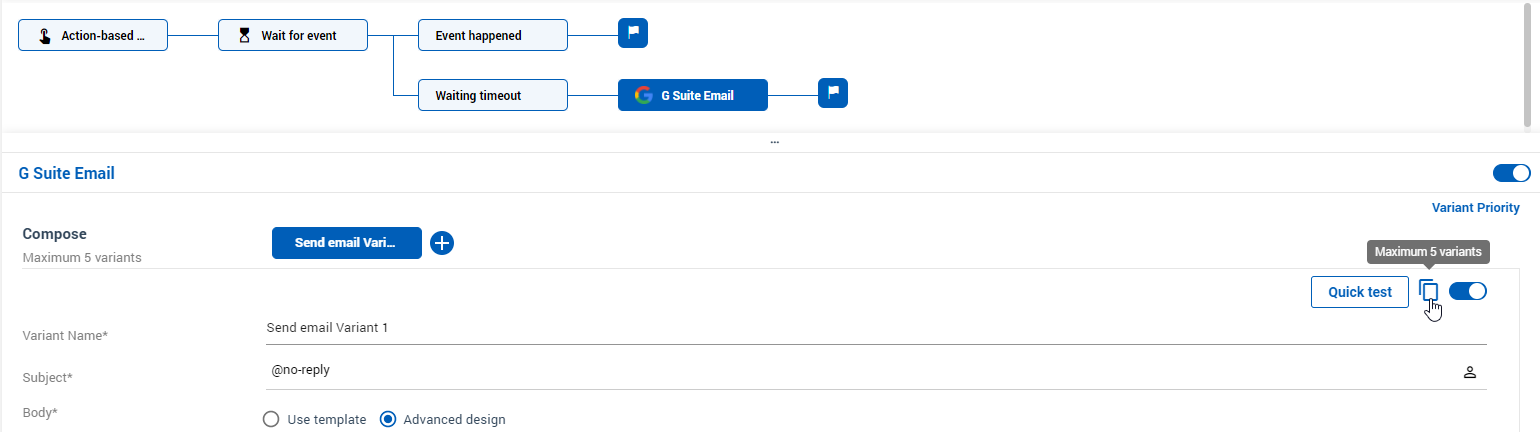 Action-based ...
Wait for event
Event happened
Waiting timeout
G Suite Email
...
G Suite Email
Variant Priority
Compose
Send email Vari...
Maximum 5 variants
Maximum 5 variants
Quick test
Variant Name*
Send email Variant 1
Subject*
@no-reply
Body*
Use template
Advanced design